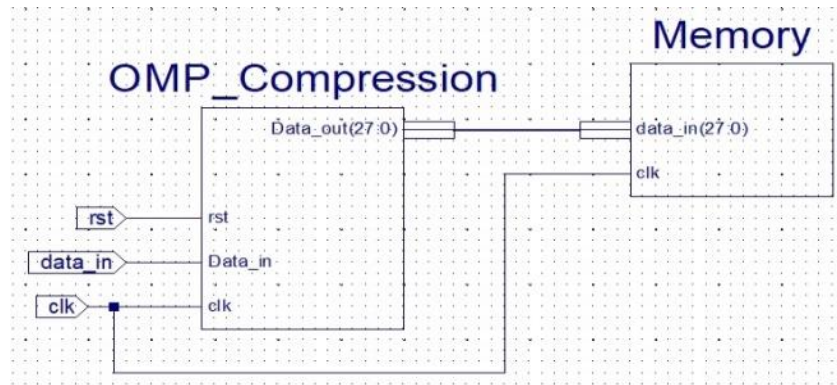 Memory
OMP_Compression
Data_out(27:0)
data_in(27:0)
clk
rst
rst
data_in
Data_in
clk
clk